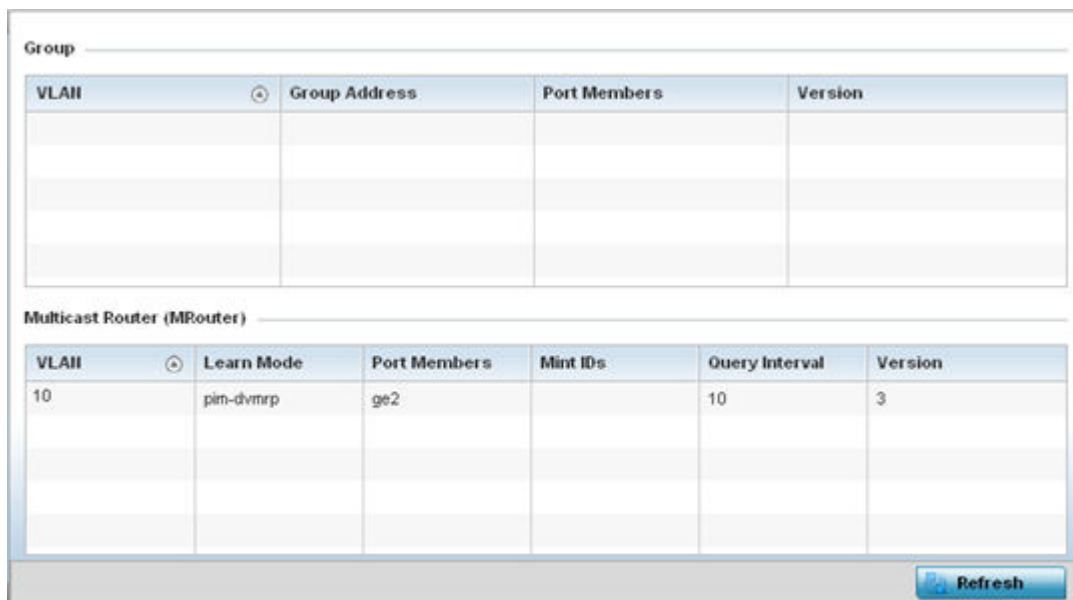 Group
VLAN Group Address Port Members Version
Multicast Router (MRouter)
VLAN Learn Mode Port Members Mint IDs Query Interval Version
10 pim-dvmrp ge2 10 3
Refresh